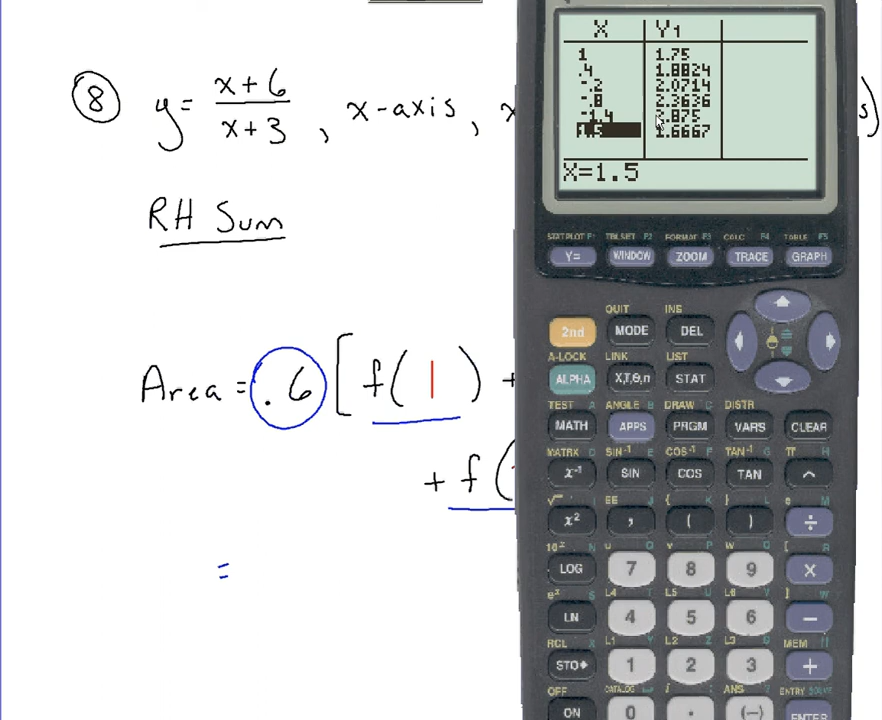 8 y = x+6 / x+3 , x-axis, x
s)
RH Sum
Area = .6 [ f( 1 ) +
+ f(
=
X Y1
1 1.75
.4 1.8824
-.2 2.0714
-.8 2.3636
-1.4 .875
1.5 1.6667
X=1.5
STAT PLOT F1 TBLSET F2 FORMAT F3 CALC F4 TABLE F5
Y= WINDOW ZOOM TRACE GRAPH
QUIT INS
2nd MODE DEL
A-LOCK LINK LIST
ALPHA X,T,Θ,n STAT
TEST A ANGLE B DRAW C DISTR
MATH APPS PRGM VARS CLEAR
MATRX D SIN-1 E COS-1 F TAN-1 G π H
x-1 SIN COS TAN ^
√ I EE J { K } L e M
x2 , ( ) ÷
10x N u O v P w Q [ R
LOG 7 8 9 ×
ex S L4 T L5 U L6 V ] W
LN 4 5 6 −
RCL X L1 Y L2 Z L3 θ MEM "
STO▸ 1 2 3 +
OFF CATALOG i : ANS ? ENTRY SOLVE
ON 0 . (−) ENTER